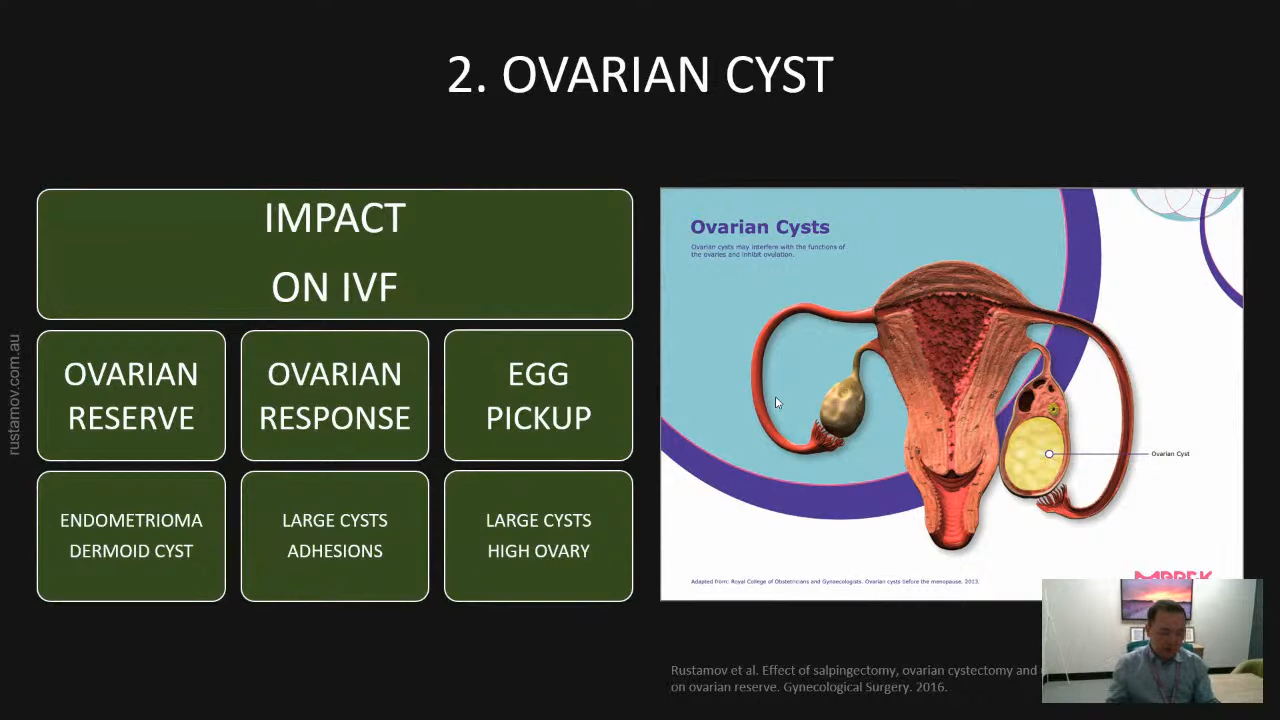 2. OVARIAN CYST
IMPACT
ON IVF
OVARIAN
RESERVE
OVARIAN
RESPONSE
EGG
PICKUP
ENDOMETRIOMA
DERMOID CYST
LARGE CYSTS
ADHESIONS
LARGE CYSTS
HIGH OVARY
rustamov.com.au
Ovarian Cysts
Ovarian cysts may interfere with the functions of
the ovaries and inhibit ovulation.
Ovarian Cyst
Adapted from: Royal College of Obstetricians and Gynaecologists. Ovarian cysts before the menopause. 2013.
Rustamov et al. Effect of salpingectomy, ovarian cystectomy and
on ovarian reserve. Gynecological Surgery. 2016.